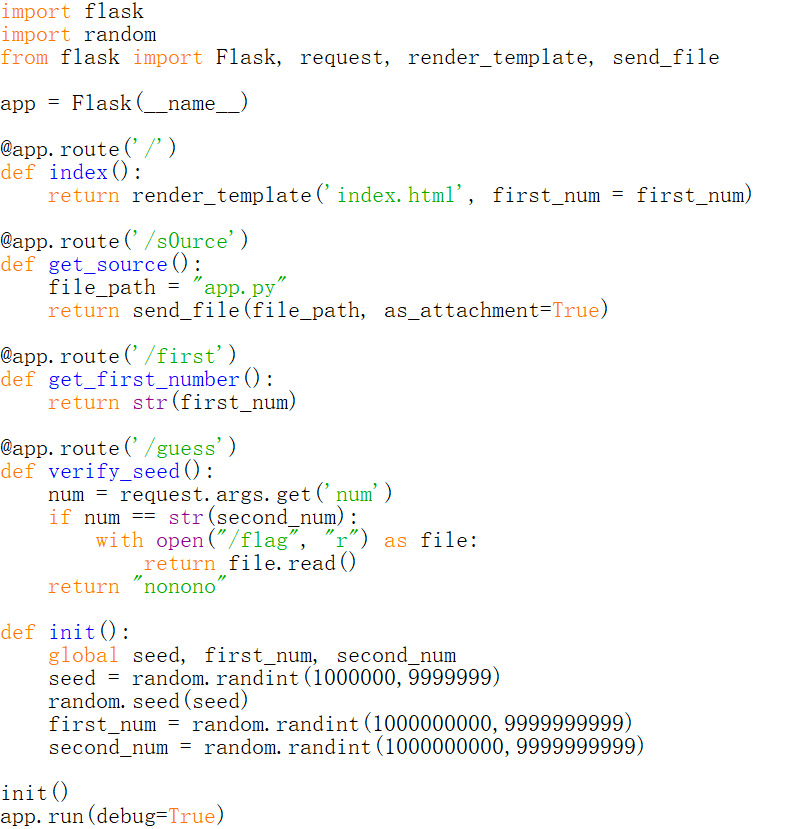 import flask
import random
from flask import Flask, request, render_template, send_file
app = Flask(__name__)
@app.route('/')
def index():
    return render_template('index.html', first_num = first_num)
@app.route('/s0urce')
def get_source():
    file_path = "app.py"
    return send_file(file_path, as_attachment=True)
@app.route('/first')
def get_first_number():
    return str(first_num)
@app.route('/guess')
def verify_seed():
    num = request.args.get('num')
    if num == str(second_num):
        with open("/flag", "r") as file:
            return file.read()
    return "nonono"
def init():
    global seed, first_num, second_num
    seed = random.randint(1000000,9999999)
    random.seed(seed)
    first_num = random.randint(1000000000,9999999999)
    second_num = random.randint(1000000000,9999999999)
init()
app.run(debug=True)